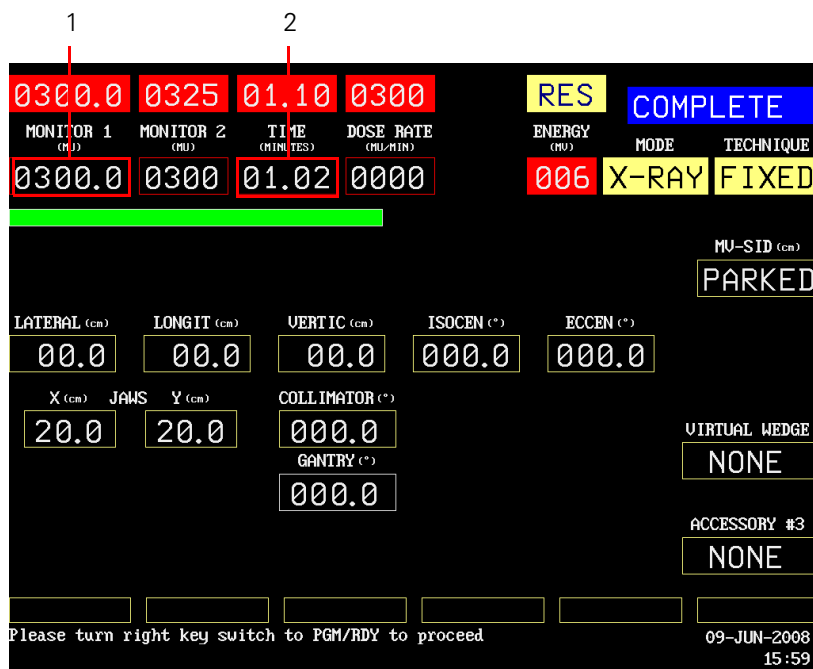 1 2
0300.0 0325 01.10 0300 RES COMPLETE
MONITOR 1 MONITOR 2 TIME DOSE RATE ENERGY MODE TECHNIQUE
(MU) (MU) (MINUTES) (MU/MIN) (MV)
0300.0 0300 01.02 0000 006 X-RAY FIXED
MV-SID (cm)
PARKED
LATERAL (cm) LONGIT (cm) VERTIC (cm) ISOCEN (°) ECCEN (°)
00.0 00.0 00.0 000.0 000.0
X (cm) JAWS Y (cm) COLLIMATOR (°)
20.0 20.0 000.0
VIRTUAL WEDGE
NONE
GANTRY (°)
000.0
ACCESSORY #3
NONE
Please turn right key switch to PGM/RDY to proceed
09-JUN-2008
15:59